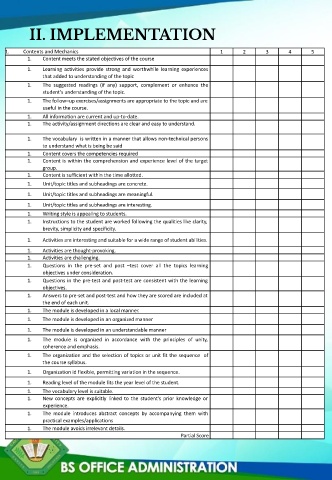 II. IMPLEMENTATION
I. Contents and Mechanics 1 2 3 4 5
1. Content meets the stated objectives of the course
1. Learning activities provide strong and worthwhile learning experiences
that added to understanding of the topic
1. The suggested readings (if any) support, complement or enhance the
student's understanding of the topic.
1. The follow-up exercises/assignments are appropriate to the topic and are
useful in the course.
1. All information are current and up-to-date.
1. The activity/assignment directions are clear and easy to understand.
1. The vocabulary is written in a manner that allows non-technical persons
to understand what is being be said
1. Content covers the competencies required
1. Content is within the comprehension and experience level of the target
group.
1. Content is sufficient within the time allotted.
1. Unit/topic titles and subheadings are concrete.
1. Unit/topic titles and subheadings are meaningful.
1. Unit/topic titles and subheadings are interesting.
1. Writing style is appealing to students.
1. Instructions to the student are worked following the qualities like clarity,
brevity, simplicity and specificity.
1. Activities are interesting and suitable for a wide range of student abilities.
1. Activities are thought-provoking.
1. Activities are challenging
1. Questions in the pre-set and post –test cover all the topics learning
objectives under consideration.
1. Questions in the pre-test and post-test are consistent with the learning
objectives.
1. Answers to pre-set and post-test and how they are scored are included at
the end of each unit.
1. The module is developed in a local manner.
1. The module is developed in an organized manner
1. The module is developed in an understandable manner
1. The module is organized in accordance with the principles of unity,
coherence and emphasis.
1. The organization and the selection of topics or unit fit the sequence of
the course syllabus.
1. Organization is flexible, permitting variation in the sequence.
1. Reading level of the module fits the year level of the student.
1. The vocabulary level is suitable.
1. New concepts are explicitly linked to the student's prior knowledge or
experience
1. The module introduces abstract concepts by accompanying them with
practical examples/applications
1. The module avoids irrelevant details.
Partial Score
BS OFFICE ADMINISTRATION